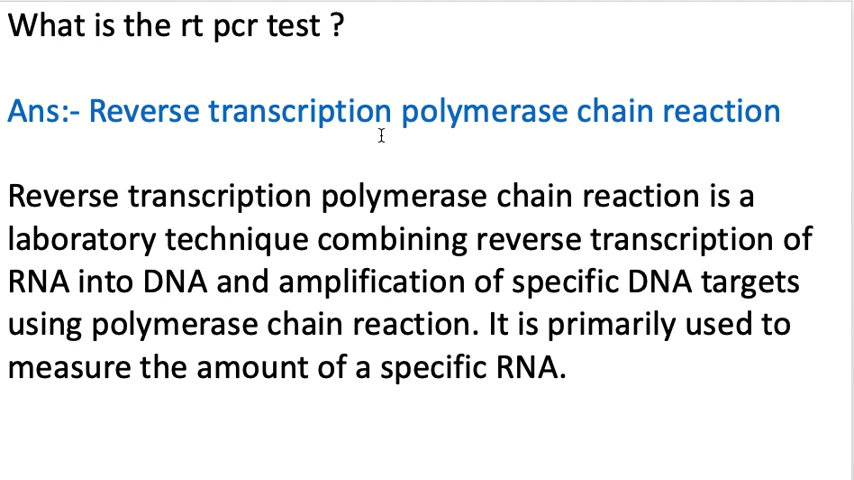 What is the rt pcr test ?
Ans:- Reverse transcription polymerase chain reaction
Reverse transcription polymerase chain reaction is a
laboratory technique combining reverse transcription of
RNA into DNA and amplification of specific DNA targets
using polymerase chain reaction. It is primarily used to
measure the amount of a specific RNA.